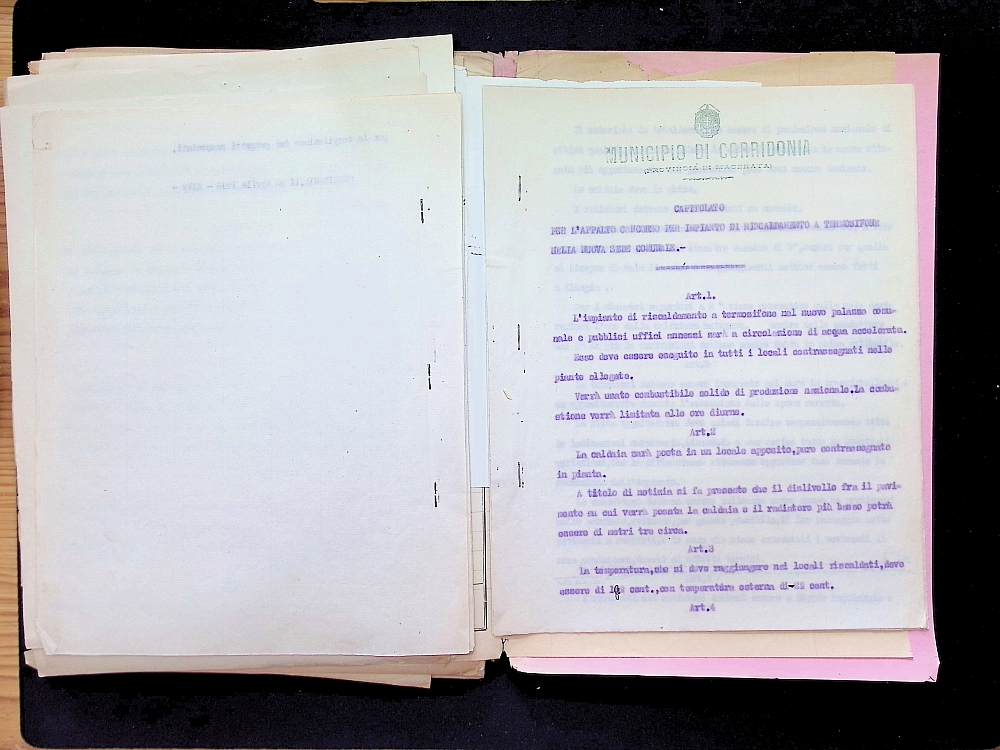 MUNICIPIO DI CORRIDONIA
(PROVINCIA DI MACERATA)
CAPITOLATO
PER L'APPALTO CONCORSO PER IMPIANTO DI RISCALDAMENTO A TERMOSIFONE
NELLA NUOVA SEDE COMUNALE.-
Art.1.
L'impianto di riscaldamento a termosifone nel nuovo palazzo comu-
nale e pubblici uffici annessi sarà a circolazione di acqua accelerata.
Esso deve essere eseguito in tutti i locali contrassegnati nelle
piante allegate.
Verrà usato combustibile solido di produzione nazionale.La combu-
stione verrà limitata alle ore diurne.
Art.2
La caldaia sarà posta in un locale apposito,pure contrassegnato
in pianta.
A titolo di notizia si fa presente che il dislivello fra il pavi-
mento su cui verrà posata la caldaia e il radiatore più basso potrà
essere di metri tre circa.
Art.3
La temperatura,che si deve raggiungere nei locali riscaldati,deve
essere di cent.,con temperatura esterna di cent.
Art.4